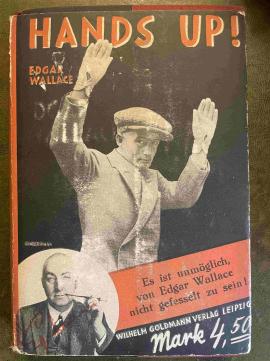 HANDS UP!
EDGAR
WALLACE
Es ist unmöglich,
von Edgar Wallace
nicht gefesselt zu sein!
WILHELM GOLDMANN VERLAG LEIPZIG
Mark 4,50